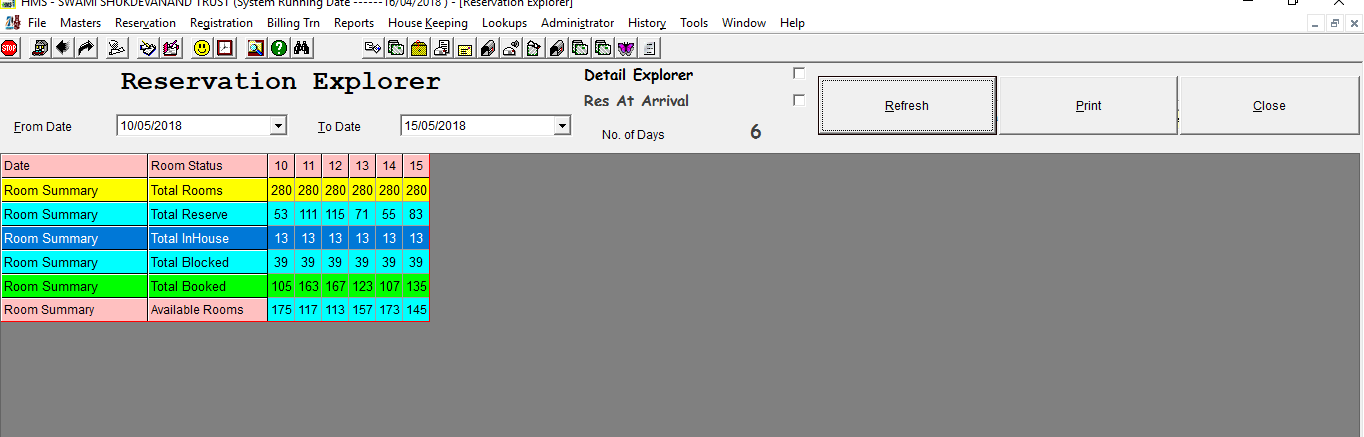 HMS - SWAMI SHUKDEVANAND TRUST (System Running Date ------16/04/2018 ) - [Reservation Explorer]
File Masters Reservation Registration Billing Trn Reports House Keeping Lookups Administrator History Tools Window Help
STOP
Reservation Explorer
Detail Explorer
Res At Arrival
Refresh Print Close
From Date 10/05/2018 To Date 15/05/2018 No. of Days 6
Date Room Status 10 11 12 13 14 15
Room Summary Total Rooms 280 280 280 280 280 280
Room Summary Total Reserve 53 111 115 71 55 83
Room Summary Total InHouse 13 13 13 13 13 13
Room Summary Total Blocked 39 39 39 39 39 39
Room Summary Total Booked 105 163 167 123 107 135
Room Summary Available Rooms 175 117 113 157 173 145